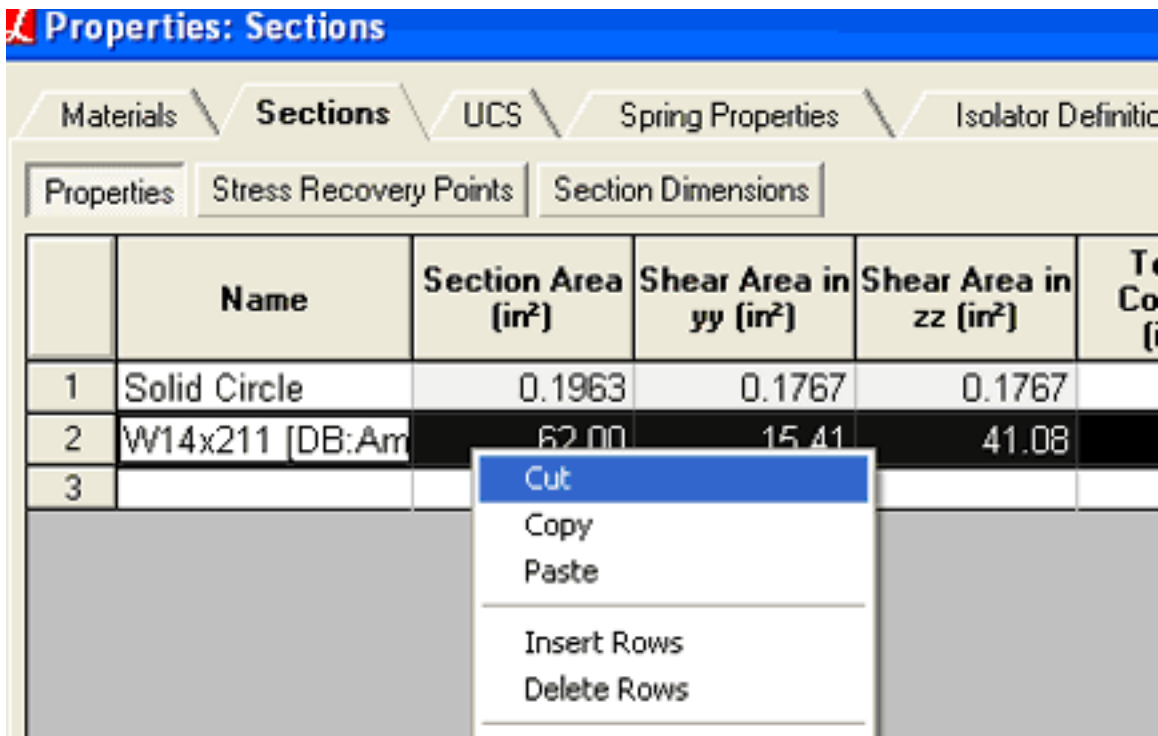 Properties: Sections
Materials Sections UCS Spring Properties Isolator
Properties Stress Recovery Points Section Dimensions
Name Section Area (in²) Shear Area in yy (in²) Shear Area in zz (in²)
1 Solid Circle 0.1963 0.1767 0.1767
2 W14x211 [DB:Am 62.00 15.41 41.08
3
Cut
Copy
Paste
Insert Rows
Delete Rows